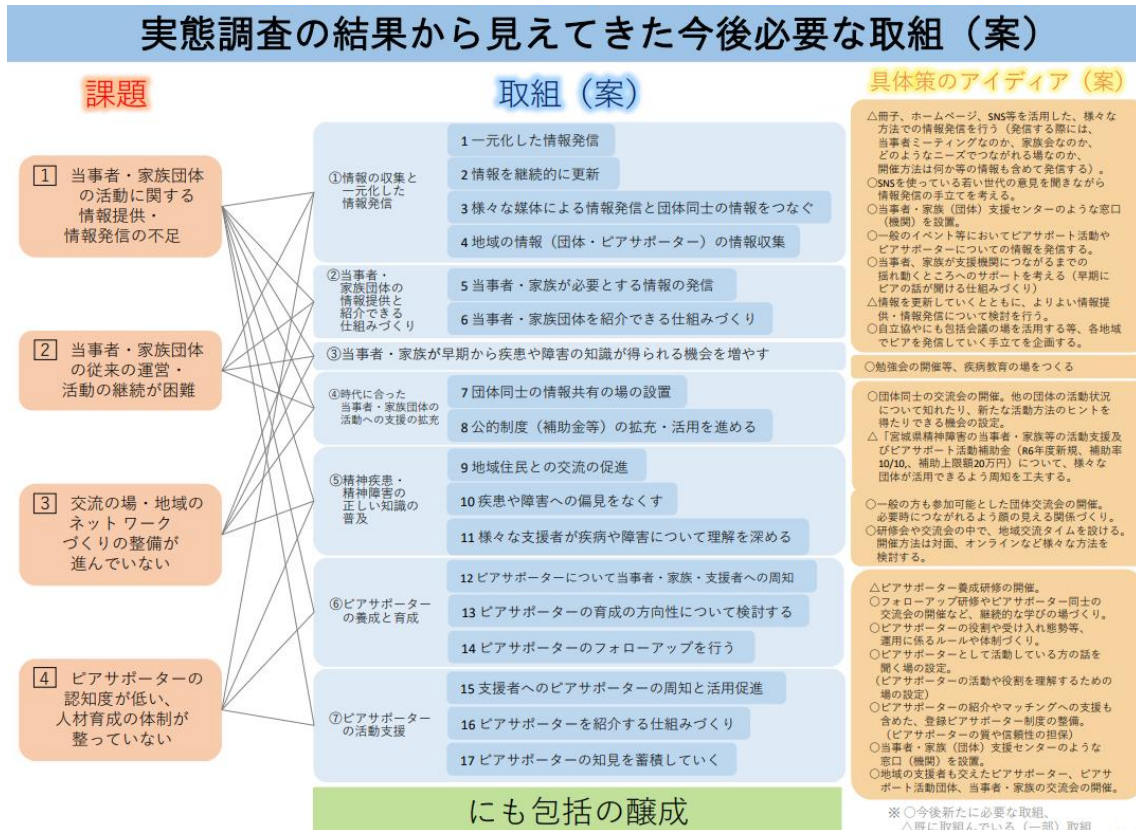 実態調査の結果から見えてきた今後必要な取組（案）
課題
1 当事者・家族団体
の活動に関する
情報提供・
情報発信の不足
2 当事者・家族団体
の従来の運営・
活動の継続が困難
3 交流の場・地域の
ネットワーク
づくりの整備が
進んでいない
4 ピアサポーターの
認知度が低い、
人材育成の体制が
整っていない
取組（案）
①情報の収集と
一元化した
情報発信
1 一元化した情報発信
2 情報を継続的に更新
3 様々な媒体による情報発信と団体同士の情報をつなぐ
4 地域の情報（団体・ピアサポーター）の情報収集
②当事者・
家族団体の
情報提供と
紹介できる
仕組みづくり
5 当事者・家族が必要とする情報の発信
6 当事者・家族団体を紹介できる仕組みづくり
③当事者・家族が早期から疾患や障害の知識が得られる機会を増やす
④時代に合った
当事者・家族団体の
活動への支援の拡充
7 団体同士の情報共有の場の設置
8 公的制度（補助金等）の拡充・活用を進める
⑤精神疾患・
精神障害の
正しい知識の
普及
9 地域住民との交流の促進
10 疾患や障害への偏見をなくす
11 様々な支援者が疾病や障害について理解を深める
⑥ピアサポーター
の養成と育成
12 ピアサポーターについて当事者・家族・支援者への周知
13 ピアサポーターの育成の方向性について検討する
14 ピアサポーターのフォローアップを行う
⑦ピアサポーター
の活動支援
15 支援者へのピアサポーターの周知と活用促進
16 ピアサポーターを紹介する仕組みづくり
17 ピアサポーターの知見を蓄積していく
にも包括の醸成
具体策のアイディア（案）
△冊子、ホームページ、SNS等を活用した、様々な
方法での情報発信を行う（発信する際には、
当事者ミーティングなのか、家族会なのか、
どのようなニーズでつながれる場なのか、
開催方法は何か等の情報も含めて発信する）。
○SNSを使っている若い世代の意見を聞きながら
情報発信の手立てを考える。
○当事者・家族（団体）支援センターのような窓口
（機関）を設置。
○一般のイベント等においてピアサポート活動や
ピアサポーターについての情報を発信する。
○当事者、家族が支援機関につながるまでの
揺れ動くところへのサポートを考える（早期に
ピアの話が聞ける仕組みづくり）
△情報を更新していくとともに、よりよい情報提
供・情報発信について検討を行う。
○自立協やにも包括会議の場を活用する等、各地域
でピアを発信していく手立てを企画する。
○勉強会の開催等、疾病教育の場をつくる
○団体同士の交流会の開催。他の団体の活動状況
について知れたり、新たな活動方法のヒントを
得たりできる機会の設定。
△「宮城県精神障害の当事者・家族等の活動支援及
びピアサポート活動補助金（R6年度新規、補助率
10/10,、補助上限額20万円）について、様々な
団体が活用できるよう周知を工夫する。
○一般の方も参加可能とした団体交流会の開催。
必要時につながれるよう顔の見える関係づくり。
○研修会や交流会の中で、地域交流タイムを設ける。
開催方法は対面、オンラインなど様々な方法を
検討する。
△ピアサポーター養成研修の開催。
○フォローアップ研修やピアサポーター同士の
交流会の開催など、継続的な学びの場づくり。
○ピアサポーターの役割や受け入れ態勢等、
運用に係るルールや体制づくり。
○ピアサポーターとして活動している方の話を
聞く場の設定。
（ピアサポーターの活動や役割を理解するための
場の設定）
○ピアサポーターの紹介やマッチングへの支援も
含めた、登録ピアサポーター制度の整備。
（ピアサポーターの質や信頼性の担保）
○当事者・家族（団体）支援センターのような
窓口（機関）を設置。
○地域の支援者も交えたピアサポーター、ピアサ
ポート活動団体、当事者・家族の交流会の開催。
※ ○今後新たに必要な取組、
△既に取組んでいる（一部）取組